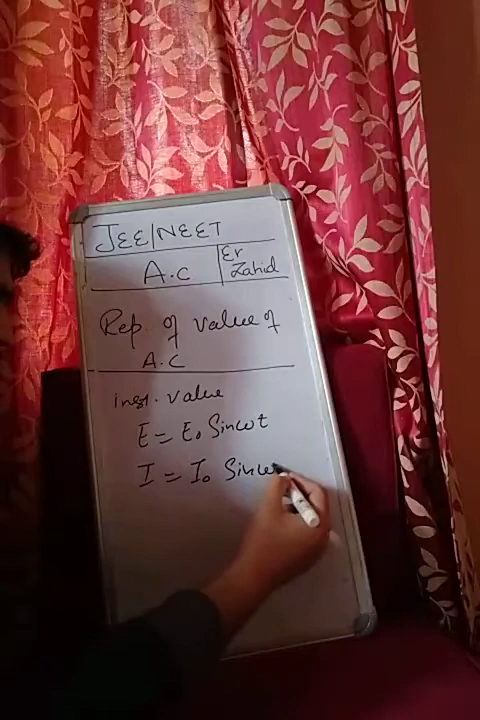 JEE/NEET
A.C
Er
Zahid
Rep. of value of
A.C
inst. value
E = E₀ Sinωt
I = I₀ Sinω